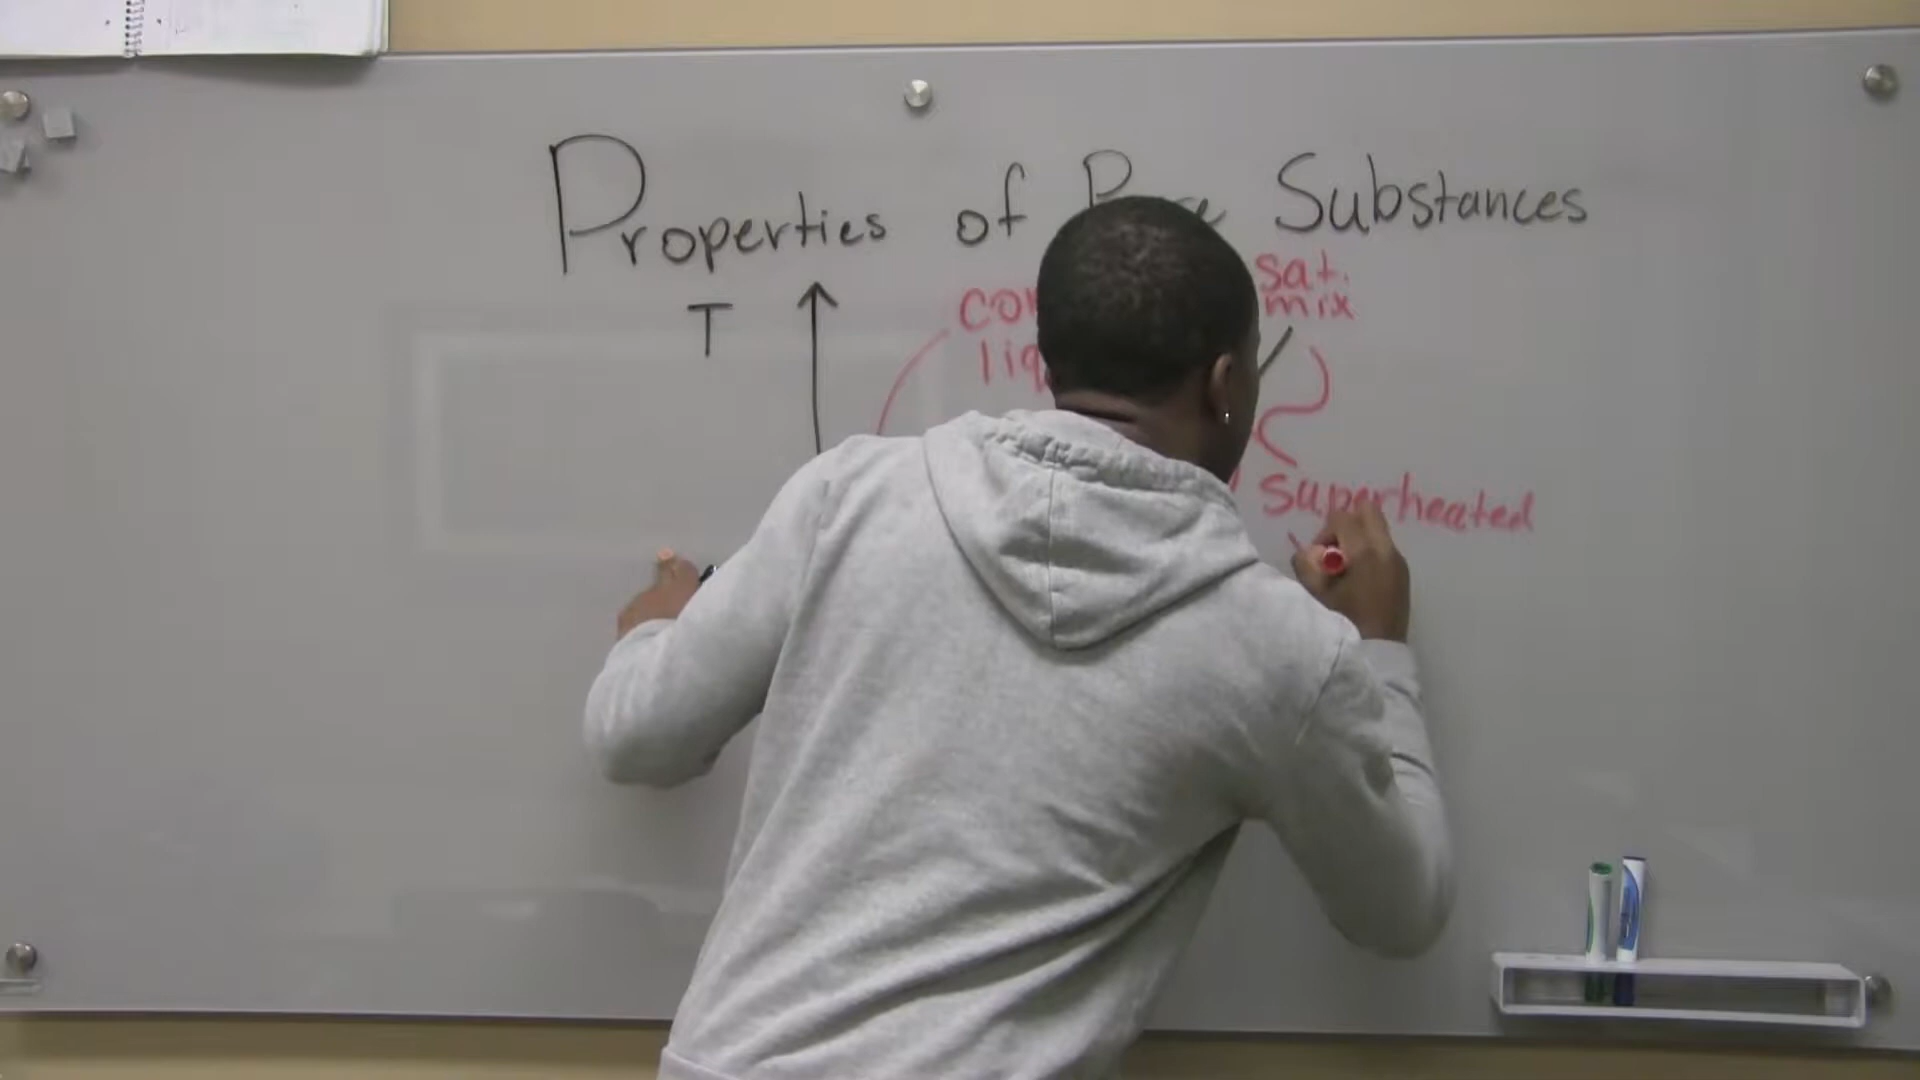 Properties of Substances
T
sat.
mix
superheated